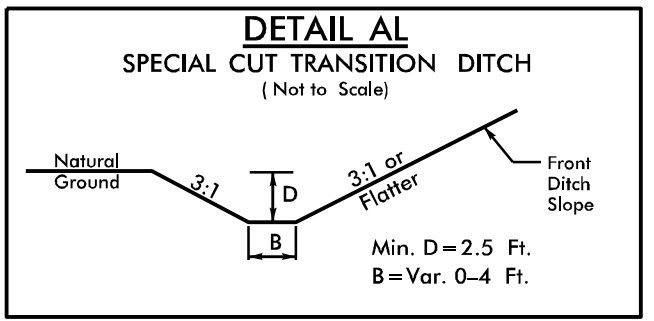 DETAIL AL
SPECIAL CUT TRANSITION DITCH
( Not to Scale)
Natural
Ground
3:1
D
B
3:1 or
Flatter
Front
Ditch
Slope
Min. D=2.5 Ft.
B=Var. 0–4 Ft.